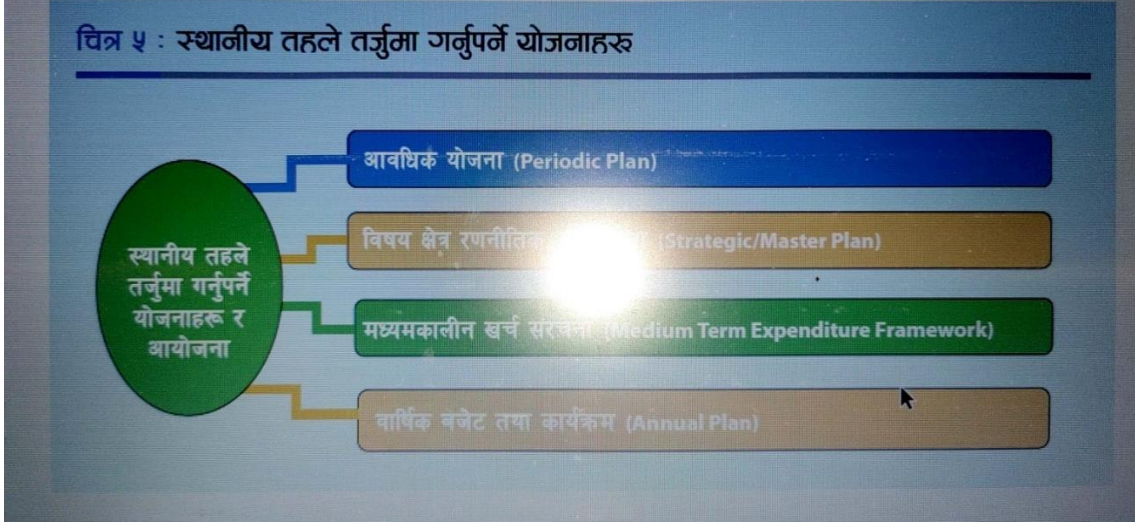 चित्र ५ : स्थानीय तहले तर्जुमा गर्नुपर्ने योजनाहरु
स्थानीय तहले
तर्जुमा गर्नुपर्ने
योजनाहरू र
आयोजना
आवधिक योजना (Periodic Plan)
विषय क्षेत्र रणनीतिक (Strategic/Master Plan)
मध्यमकालीन खर्च संरचना (Medium Term Expenditure Framework)
वार्षिक बजेट तथा कार्यक्रम (Annual Plan)